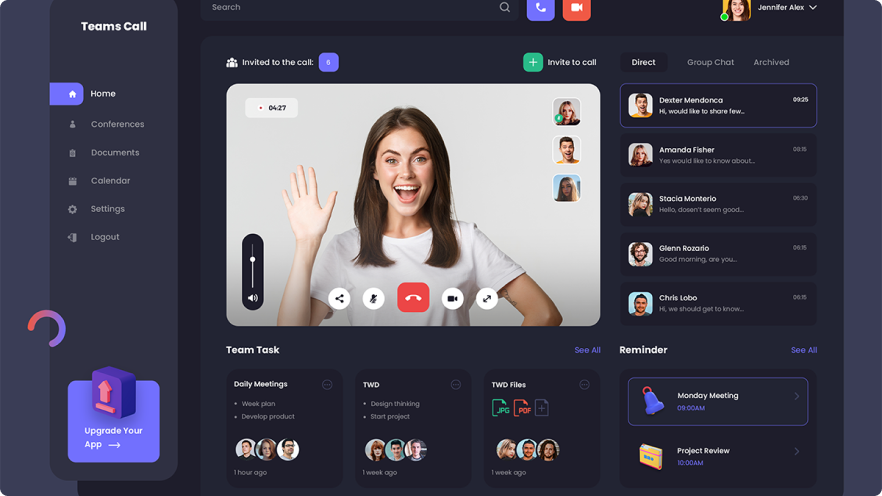 Teams Call
Search
Jennifer Alex
Home
Conferences
Documents
Calendar
Settings
Logout
Upgrade Your
App
Invited to the call: 6
Invite to call
04:27
Direct
Group Chat
Archived
Dexter Mendonca
09:25
Hi, would like to share few...
Amanda Fisher
08:15
Yes would like to know about...
Stacia Monterio
06:30
Hello, dosen't seem good...
Glenn Rozario
06:15
Good morning, are you...
Chris Lobo
06:15
Hi, we should get to know...
Team Task
See All
Daily Meetings
Week plan
Develop product
1 hour ago
TWD
Design thinking
Start project
1 week ago
TWD Files
JPG
PDF
1 week ago
Reminder
See All
Monday Meeting
09:00AM
Project Review
10:00AM